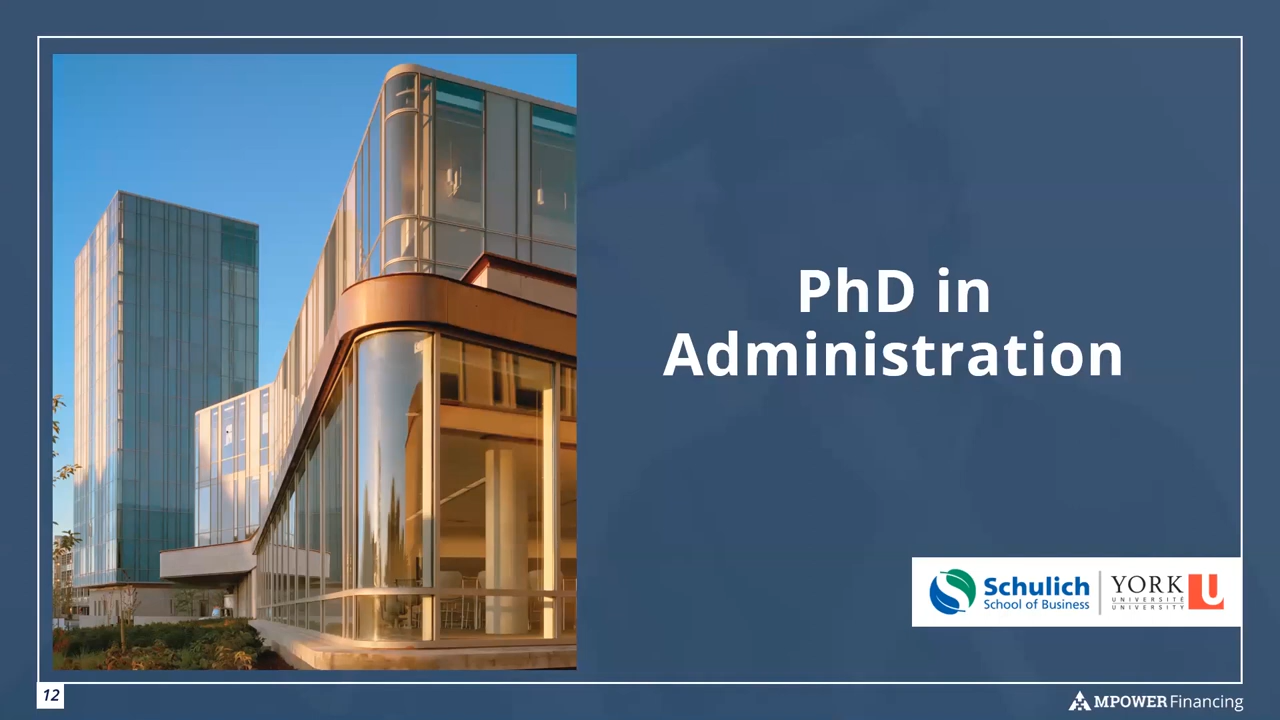 PhD in
Administration
Schulich
School of Business
YORK U
UNIVERSITÉ
UNIVERSITY
12
MPOWER Financing